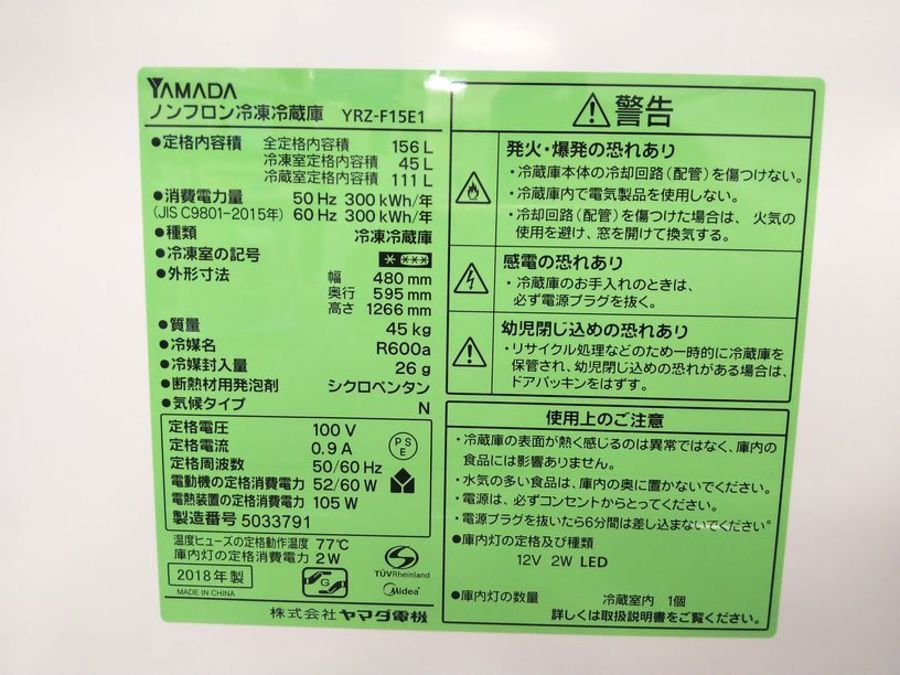 YAMADA
ノンフロン冷凍冷蔵庫 YRZ-F15E1
●定格内容積 全定格内容積 156 L
冷凍室定格内容積 45 L
冷蔵室定格内容積 111 L
●消費電力量 50 Hz 300 kWh/年
(JIS C9801-2015年) 60 Hz 300 kWh/年
●種類 冷凍冷蔵庫
●冷凍室の記号
●外形寸法 幅 480 mm
奥行 595 mm
高さ 1266 mm
●質量 45 kg
●冷媒名 R600a
●冷媒封入量 26 g
●断熱材用発泡剤 シクロペンタン
●気候タイプ N
定格電圧 100 V
定格電流 0.9 A
定格周波数 50/60 Hz
電動機の定格消費電力 52/60 W
電熱装置の定格消費電力 105 W
製造番号 5033791
PS
E
温度ヒューズの定格動作温度 77℃
庫内灯の定格消費電力 2 W
2018年製
MADE IN CHINA
G
TÜVRheinland
Midea
株式会社 ヤマダ電機
⚠警告
発火・爆発の恐れあり
・冷蔵庫本体の冷却回路(配管)を傷つけない。
・冷蔵庫内で電気製品を使用しない。
・冷却回路(配管)を傷つけた場合は、火気の
使用を避け、窓を開けて換気する。
感電の恐れあり
・冷蔵庫のお手入れのときは、
必ず電源プラグを抜く。
幼児閉じ込めの恐れあり
・リサイクル処理などのため一時的に冷蔵庫を
保管され、幼児閉じ込めの恐れがある場合は、
ドアパッキンをはずす。
使用上のご注意
・冷蔵庫の表面が熱く感じるのは異常ではなく、庫内の
食品には影響ありません。
・水気の多い食品は、庫内の奥に置かないでください。
・電源は、必ずコンセントからとってください。
・電源プラグを抜いたら6分間は差し込まないでください。
●庫内灯の定格及び種類
12V 2W LED
●庫内灯の数量 冷蔵室内 1個
詳しくは取扱説明書をご覧ください。